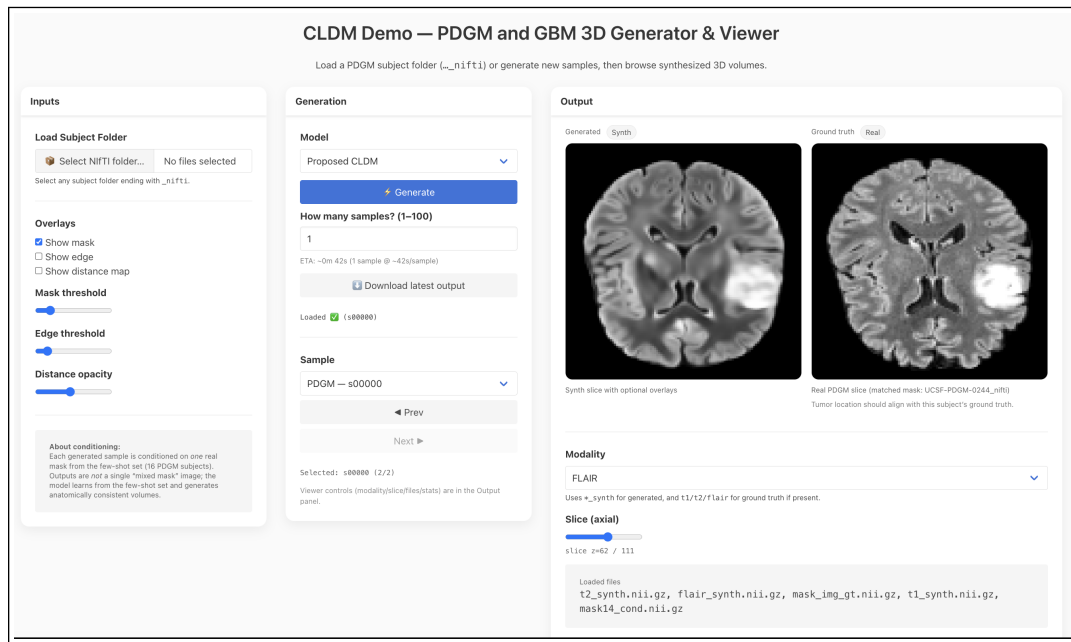 CLDM Demo — PDGM and GBM 3D Generator & Viewer
Load a PDGM subject folder (…_nifti) or generate new samples, then browse synthesized 3D volumes.
Inputs
Load Subject Folder
📦 Select NIfTI folder... No files selected
Select any subject folder ending with _nifti.
Overlays
Show mask
Show edge
Show distance map
Mask threshold
Edge threshold
Distance opacity
About conditioning:
Each generated sample is conditioned on one real
mask from the few-shot set (16 PDGM subjects).
Outputs are not a single "mixed mask" image; the
model learns from the few-shot set and generates
anatomically consistent volumes.
Generation
Model
Proposed CLDM
⚡ Generate
How many samples? (1–100)
1
ETA: ~0m 42s (1 sample @ ~42s/sample)
⬇️ Download latest output
Loaded ✅ (s00000)
Sample
PDGM — s00000
◀ Prev
Next ▶
Selected: s00000 (2/2)
Viewer controls (modality/slice/files/stats) are in the Output
panel.
Output
Generated Synth
Ground truth Real
Synth slice with optional overlays
Real PDGM slice (matched mask: UCSF-PDGM-0244_nifti)
Tumor location should align with this subject's ground truth.
Modality
FLAIR
Uses *_synth for generated, and t1/t2/flair for ground truth if present.
Slice (axial)
slice z=62 / 111
Loaded files
t2_synth.nii.gz, flair_synth.nii.gz, mask_img_gt.nii.gz, t1_synth.nii.gz,
mask14_cond.nii.gz